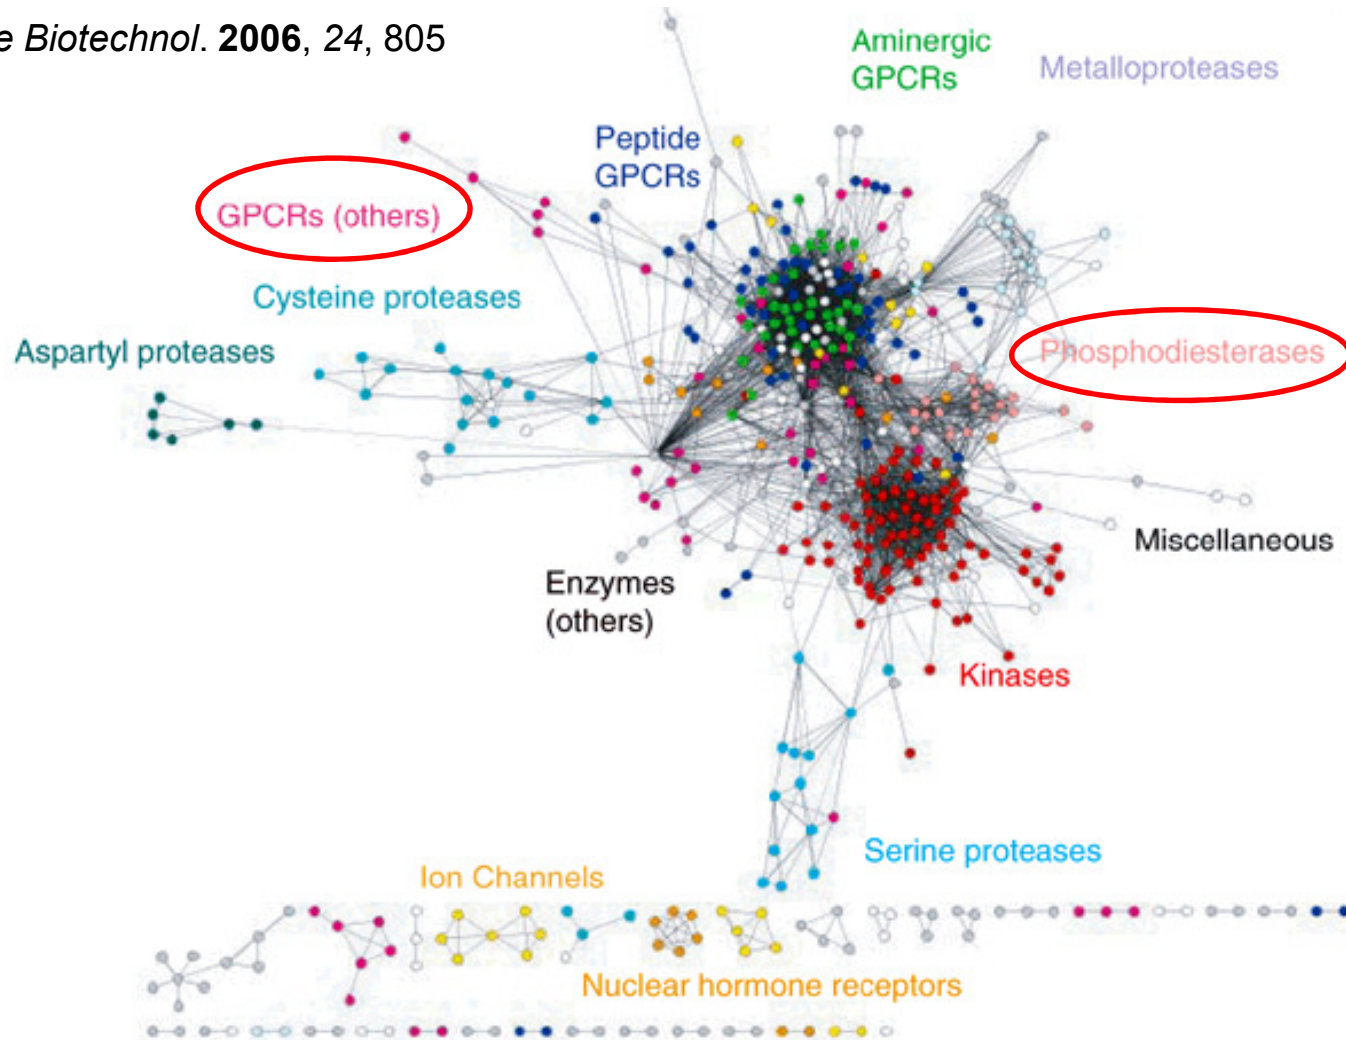 e Biotechnol. 2006, 24, 805
Aminergic
GPCRs
Metalloproteases
Peptide
GPCRs
GPCRs (others)
Cysteine proteases
Aspartyl proteases
Phosphodiesterases
Miscellaneous
Enzymes
(others)
Kinases
Serine proteases
Ion Channels
Nuclear hormone receptors